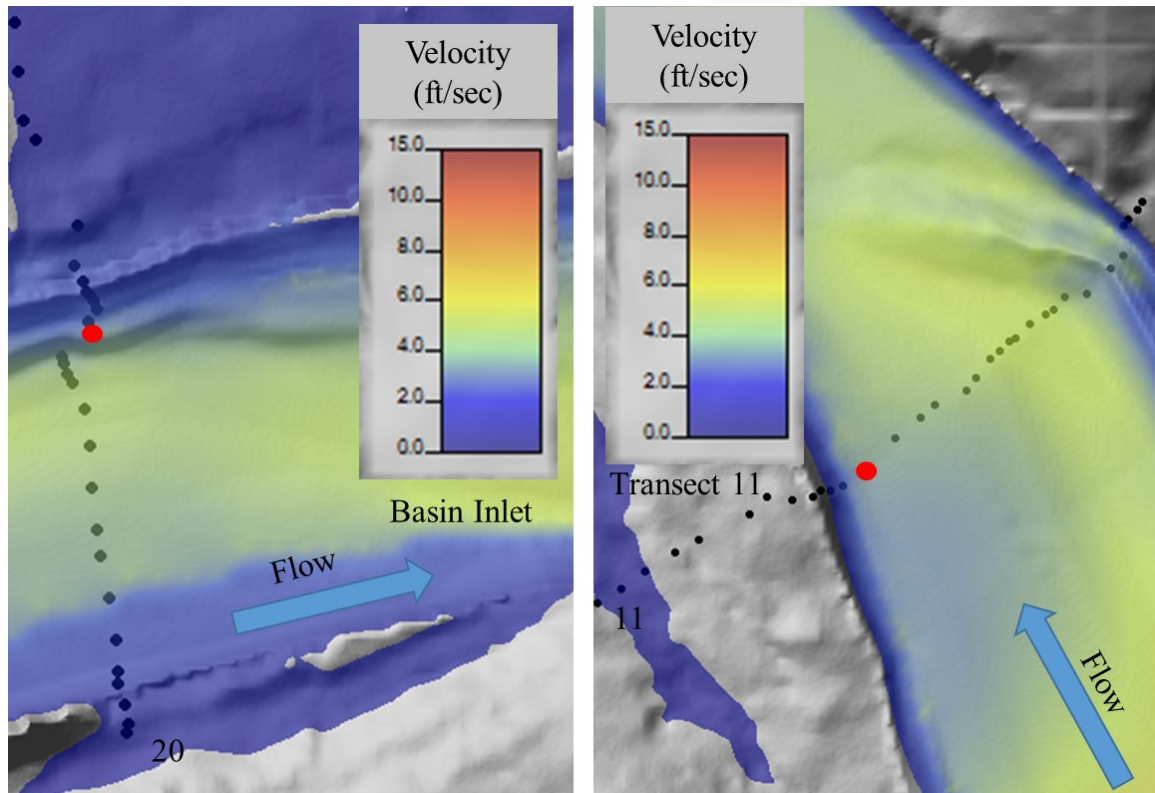 Velocity
(ft/sec)
15.0
10.0
8.0
6.0
4.0
2.0
0.0
Basin Inlet
Flow
20
Velocity
(ft/sec)
15.0
10.0
8.0
6.0
4.0
2.0
0.0
Transect 11
11
Flow